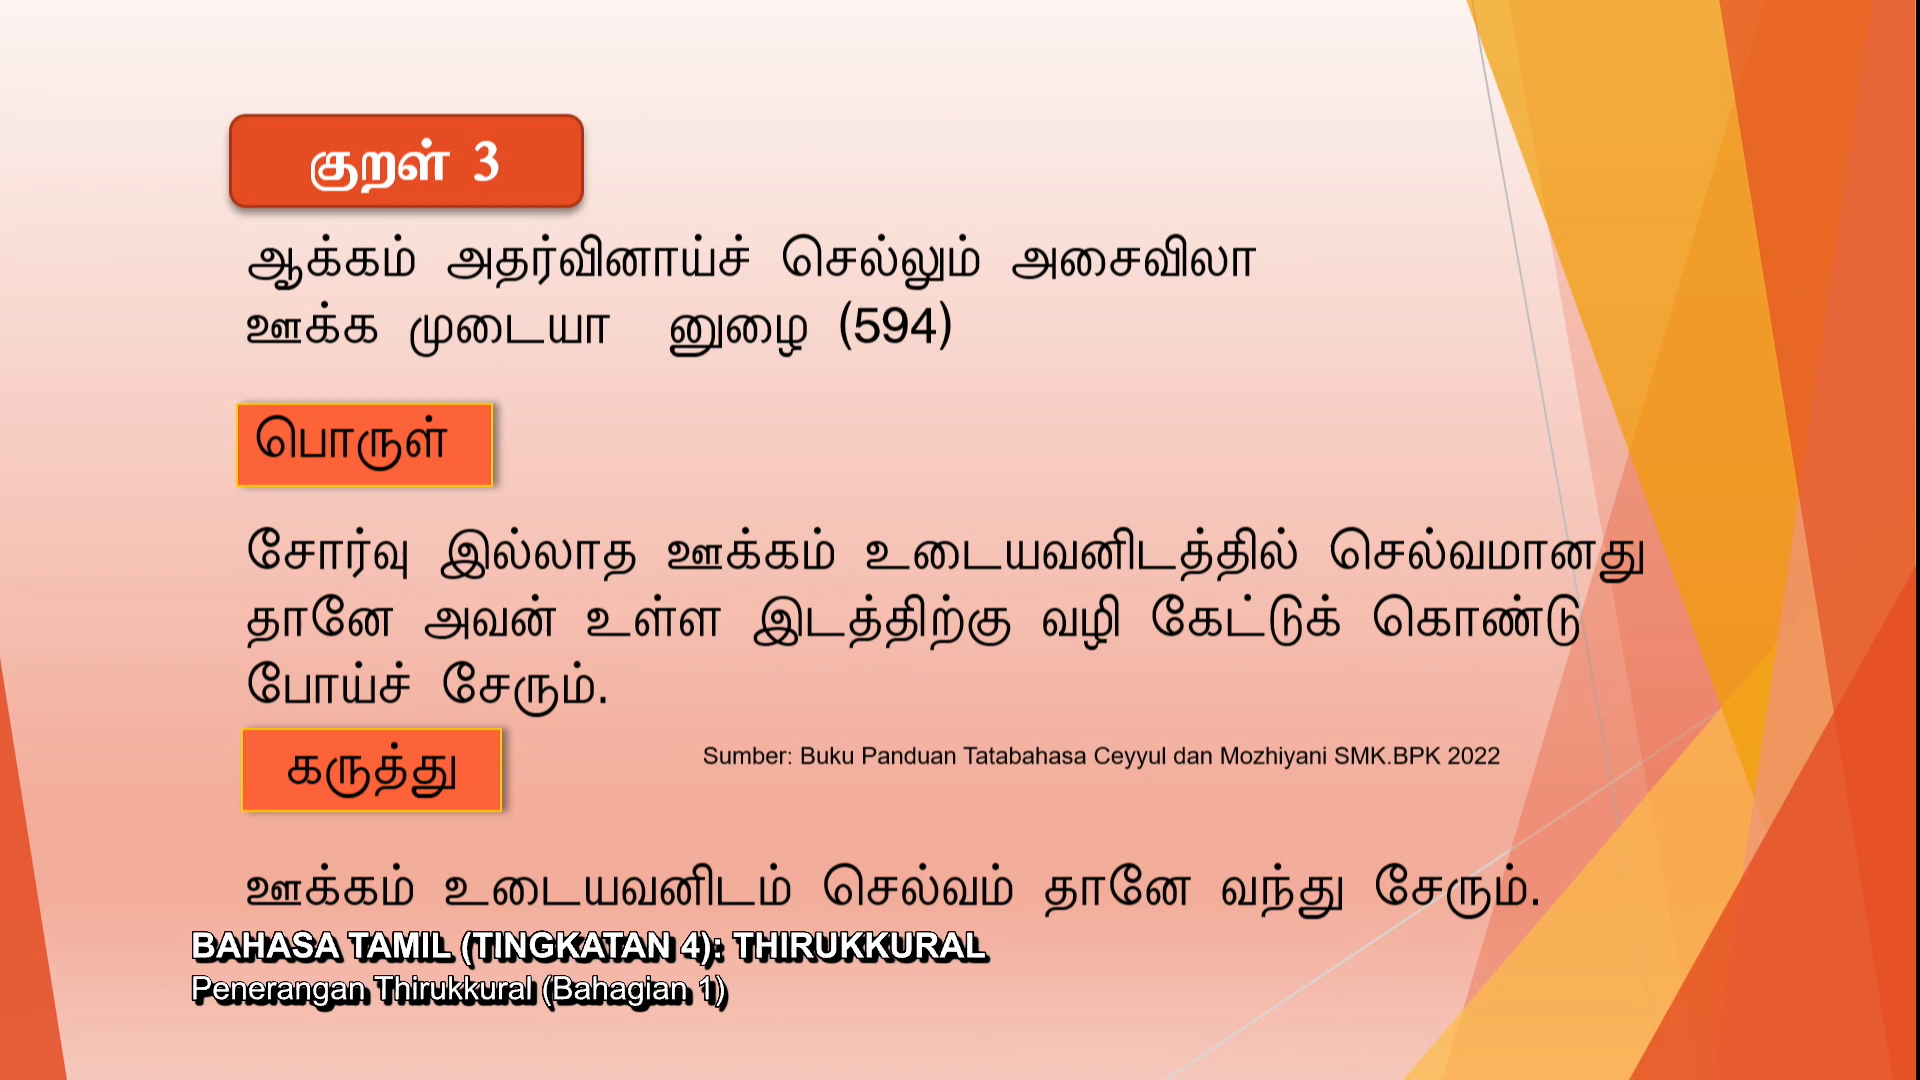 குறள் 3
ஆக்கம் அதர்வினாய்ச் செல்லும் அசைவிலா
ஊக்க முடையா னுழை (594)
பொருள்
சோர்வு இல்லாத ஊக்கம் உடையவனிடத்தில் செல்வமானது
தானே அவன் உள்ள இடத்திற்கு வழி கேட்டுக் கொண்டு
போய்ச் சேரும்.
கருத்து
Sumber: Buku Panduan Tatabahasa Ceyyul dan Mozhiyani SMK.BPK 2022
ஊக்கம் உடையவனிடம் செல்வம் தானே வந்து சேரும்.
BAHASA TAMIL (TINGKATAN 4): THIRUKKURAL
Penerangan Thirukkural (Bahagian 1)